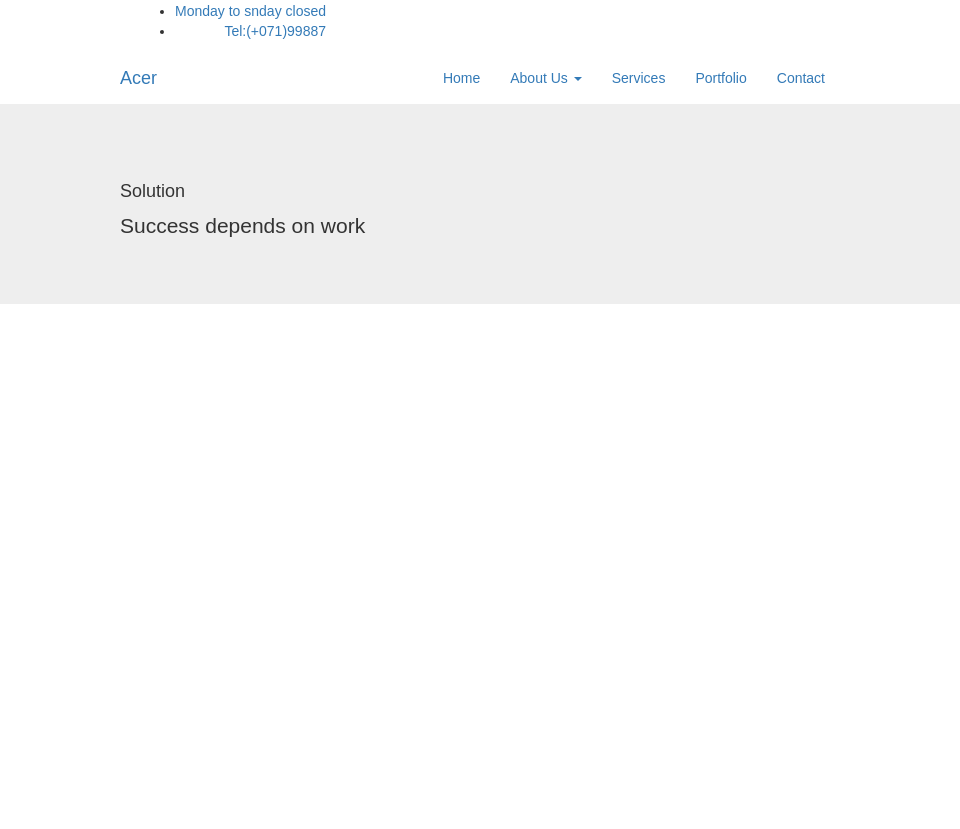 Monday to snday closed
Tel:(+071)99887
Acer
Home About Us Services Portfolio Contact
Solution
Success depends on work